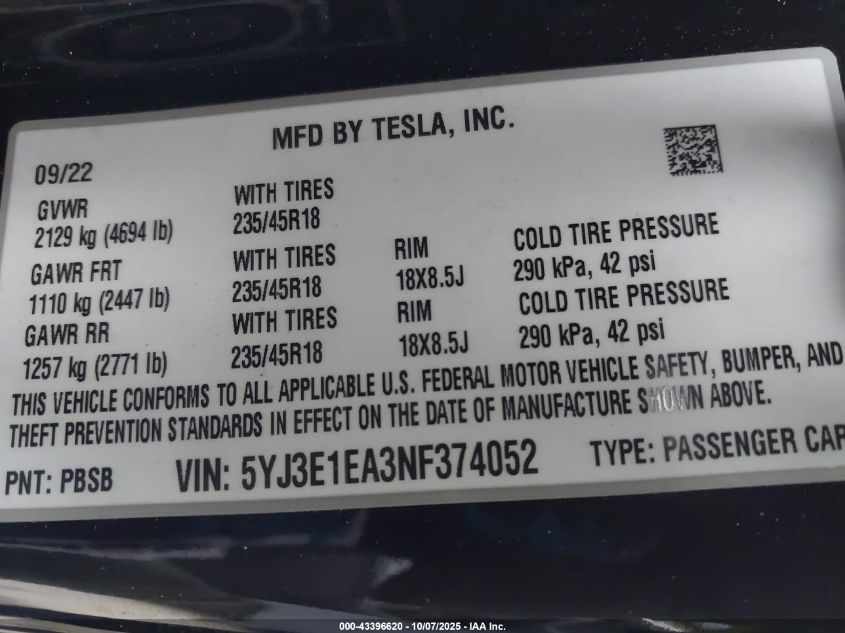 MFD BY TESLA, INC.
09/22
GVWR
2129 kg (4694 lb)
WITH TIRES
235/45R18
GAWR FRT
1110 kg (2447 lb)
WITH TIRES
235/45R18
RIM
18X8.5J
COLD TIRE PRESSURE
290 kPa, 42 psi
GAWR RR
1257 kg (2771 lb)
WITH TIRES
235/45R18
RIM
18X8.5J
COLD TIRE PRESSURE
290 kPa, 42 psi
THIS VEHICLE CONFORMS TO ALL APPLICABLE U.S. FEDERAL MOTOR VEHICLE SAFETY, BUMPER, AND
THEFT PREVENTION STANDARDS IN EFFECT ON THE DATE OF MANUFACTURE SHOWN ABOVE.
PNT: PBSB
VIN: 5YJ3E1EA3NF374052
TYPE: PASSENGER CAR
000-43396620 - 10/07/2025 - IAA Inc.